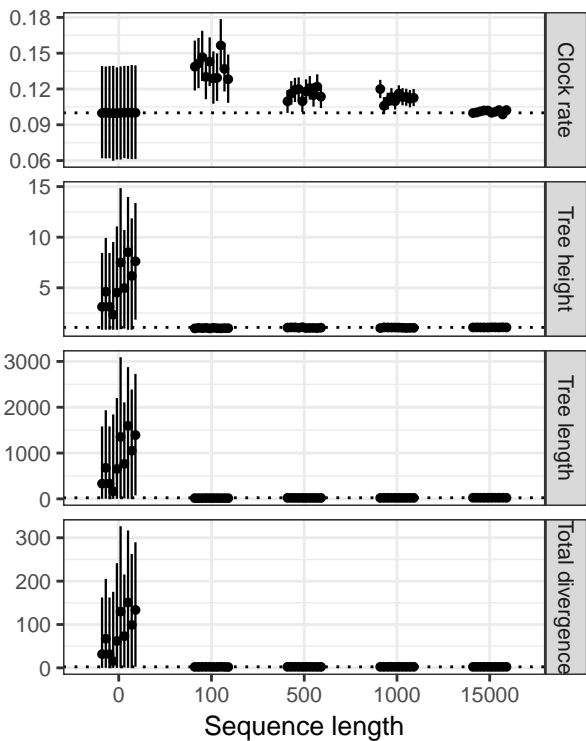 0.18
0.15
0.12
0.09
0.06
Clock rate
15
10
5
Tree height
3000
2000
1000
0
Tree length
300
200
100
0
Total divergence
0 100 500 1000 15000
Sequence length